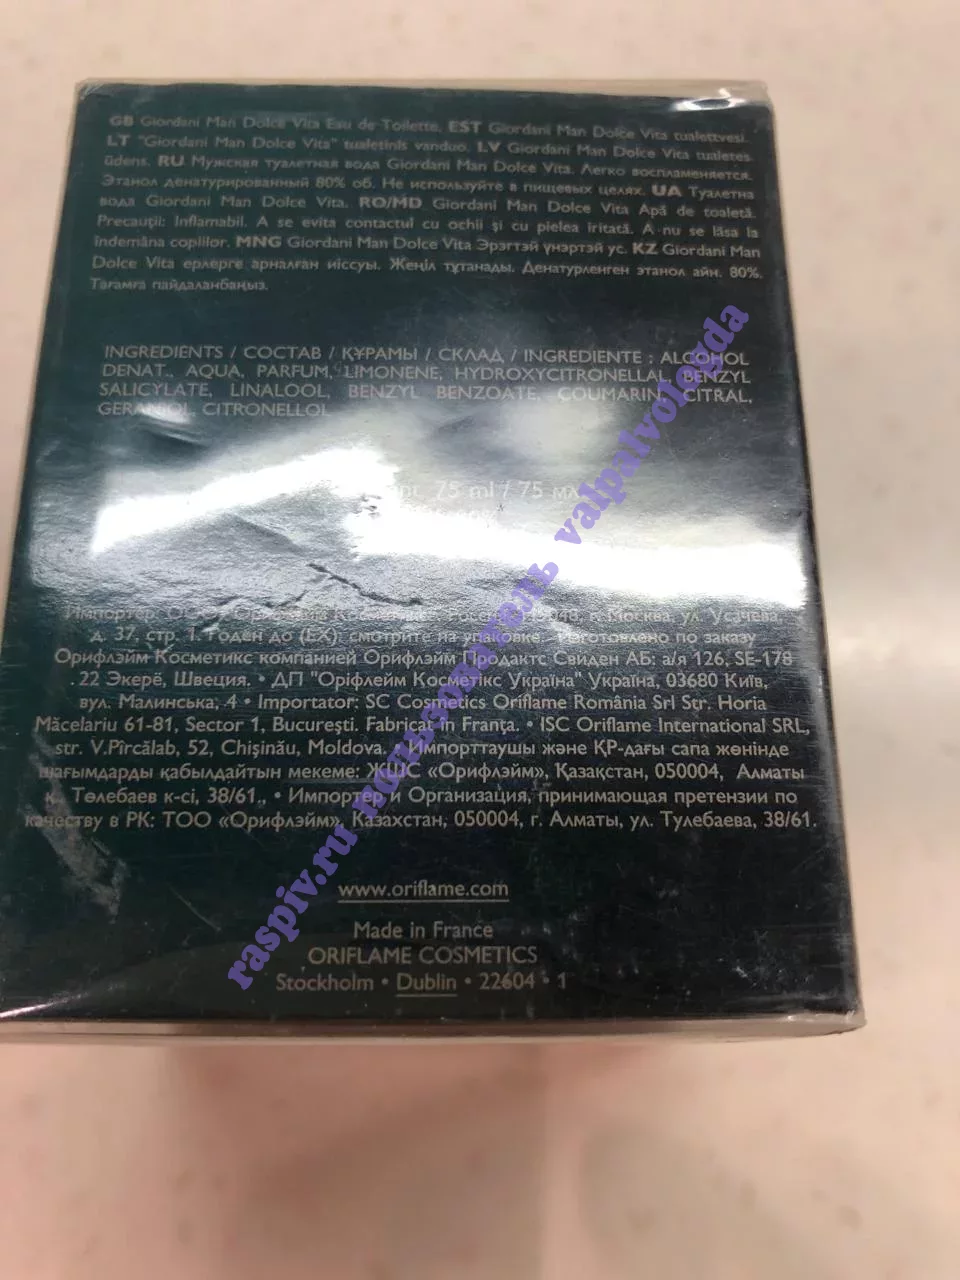 GB Giordani Man Dolce Vita Eau de Toilette. EST Giordani Man Dolce Vita tualettvesi.
LT "Giordani Man Dolce Vita" tualetinis vanduo. LV Giordani Man Dolce Vita tualetes
ūdens. RU Мужская туалетная вода Giordani Man Dolce Vita. Легко воспламеняется.
Этанол денатурированный 80% об. Не используйте в пищевых целях. UA Туалетна
вода Giordani Man Dolce Vita. RO/MD Giordani Man Dolce Vita Apă de toaletă.
Precauţii: Inflamabil. A se evita contactul cu ochii şi cu pielea iritată. A nu se lăsa la
îndemâna copiilor. MNG Giordani Man Dolce Vita Эрэгтэй үнэртэй ус. KZ Giordani Man
Dolce Vita ерлерге арналған иіссуы. Жеңіл тұтанады. Денатурленген этанол айн. 80%.
Тағамға пайдаланбаңыз.
INGREDIENTS / СОСТАВ / ҚҰРАМЫ / СКЛАД / INGREDIENTE : ALCOHOL
DENAT., AQUA, PARFUM, LIMONENE, HYDROXYCITRONELLAL, BENZYL
SALICYLATE, LINALOOL, BENZYL BENZOATE, COUMARIN, CITRAL,
GERANIOL, CITRONELLOL
75 ml / 75 мл
Импортер: ООО Орифлэйм г. Москва, ул. Усачева,
д. 37, стр. 1. Годен до (EX): смотрите на упаковке. Изготовлено по заказу
Орифлэйм Косметикс компанией Орифлэйм Продактс Свиден АБ: а/я 126, SE-178
22 Экерё, Швеция. • ДП "Оріфлейм Косметікс Україна" Україна, 03680 Київ,
вул. Малинська, 4 • Importator: SC Cosmetics Oriflame România Srl Str. Horia
Măcelariu 61-81, Sector 1, Bucureşti. Fabricat în Franţa. • ISC Oriflame International SRL,
str. V.Pîrcălab, 52, Chişinău, Moldova. • Импорттаушы және ҚР-дағы сапа жөнінде
шағымдарды қабылдайтын мекеме: ЖШС «Орифлэйм», Қазақстан, 050004, Алматы
қ. Төлебаев к-сі, 38/61., • Импортер и Организация, принимающая претензии по
качеству в РК: ТОО «Орифлэйм», Казахстан, 050004, г. Алматы, ул. Тулебаева, 38/61.
www.oriflame.com
Made in France
ORIFLAME COSMETICS
Stockholm • Dublin • 22604 • 1
raspiv.ru пользователь valpalvologda